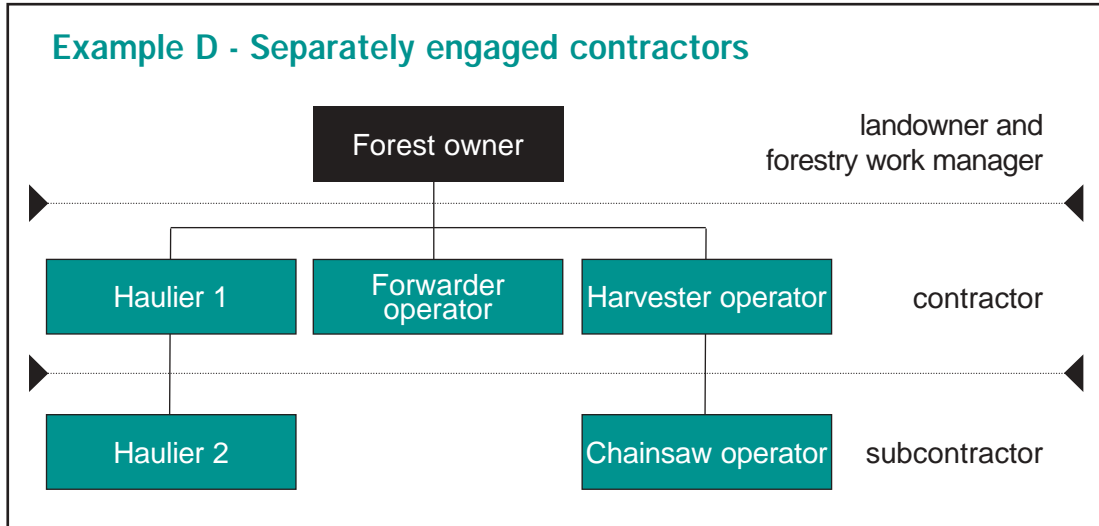 Example D - Separately engaged contractors
Forest owner
landowner and
forestry work manager
Haulier 1
Forwarder
operator
Harvester operator
contractor
Haulier 2
Chainsaw operator
subcontractor